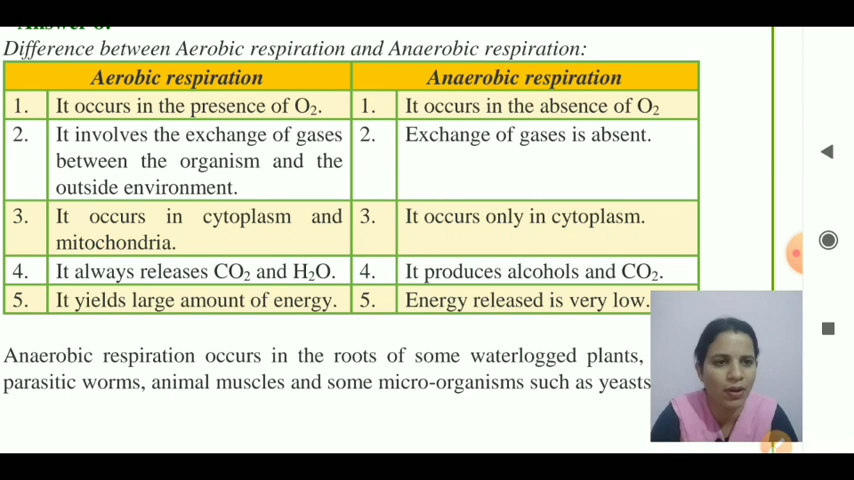 Answer 6:
Difference between Aerobic respiration and Anaerobic respiration:
Aerobic respiration Anaerobic respiration
1. It occurs in the presence of O₂. 1. It occurs in the absence of O₂
2. It involves the exchange of gases 2. Exchange of gases is absent.
between the organism and the
outside environment.
3. It occurs in cytoplasm and 3. It occurs only in cytoplasm.
mitochondria.
4. It always releases CO₂ and H₂O. 4. It produces alcohols and CO₂.
5. It yields large amount of energy. 5. Energy released is very low.
Anaerobic respiration occurs in the roots of some waterlogged plants,
parasitic worms, animal muscles and some micro-organisms such as yeasts